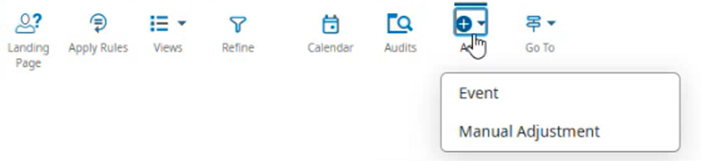 Landing Page
Apply Rules
Views
Refine
Calendar
Audits
Go To
Event
Manual Adjustment